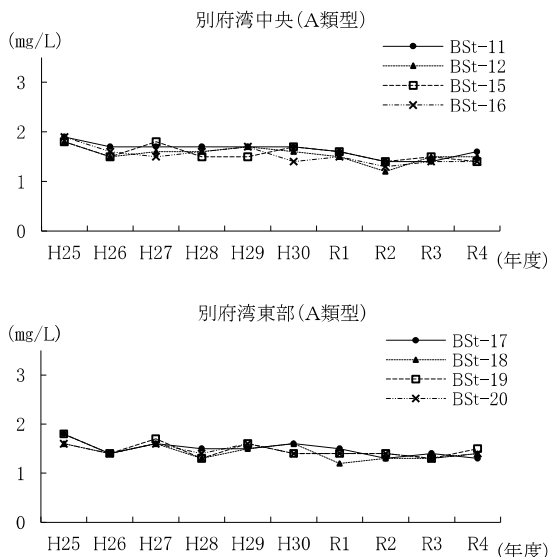 別府湾中央(A類型)
(mg/L)
BSt-11
BSt-12
BSt-15
BSt-16
3
2
1
0
H25 H26 H27 H28 H29 H30 R1 R2 R3 R4 (年度)
別府湾東部(A類型)
(mg/L)
BSt-17
BSt-18
BSt-19
BSt-20
3
2
1
0
H25 H26 H27 H28 H29 H30 R1 R2 R3 R4 (年度)